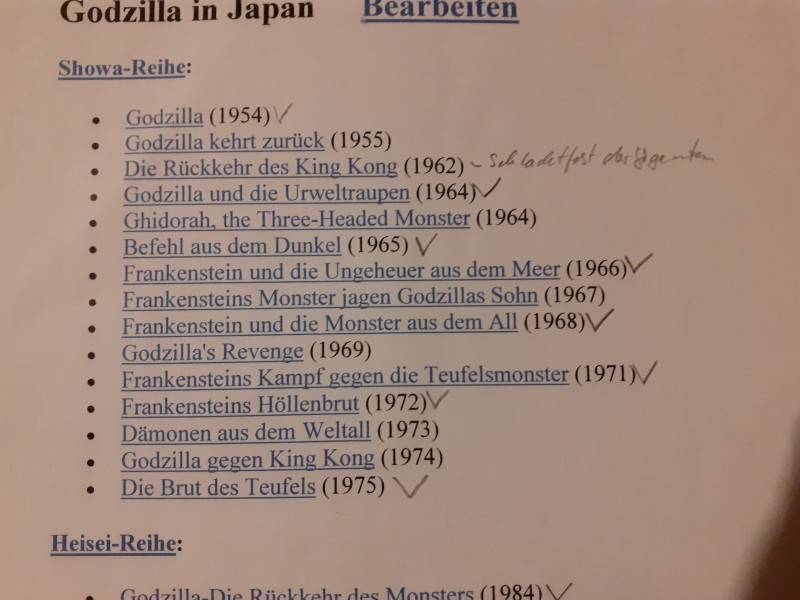 Godzilla in Japan Bearbeiten
Showa-Reihe:
• Godzilla (1954) ✓
• Godzilla kehrt zurück (1955)
• Die Rückkehr des King Kong (1962) - Schlachtfest der Giganten
• Godzilla und die Urweltraupen (1964) ✓
• Ghidorah, the Three-Headed Monster (1964)
• Befehl aus dem Dunkel (1965) ✓
• Frankenstein und die Ungeheuer aus dem Meer (1966) ✓
• Frankensteins Monster jagen Godzillas Sohn (1967)
• Frankenstein und die Monster aus dem All (1968) ✓
• Godzilla's Revenge (1969)
• Frankensteins Kampf gegen die Teufelsmonster (1971) ✓
• Frankensteins Höllenbrut (1972) ✓
• Dämonen aus dem Weltall (1973)
• Godzilla gegen King Kong (1974)
• Die Brut des Teufels (1975) ✓
Heisei-Reihe:
• Godzilla-Die Rückkehr des Monsters (1984) ✓